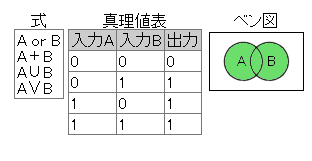 式
A or B
A+B
A∪B
A∨B
真理値表
入力A 入力B 出力
0 0 0
0 1 1
1 0 1
1 1 1
ベン図
A B